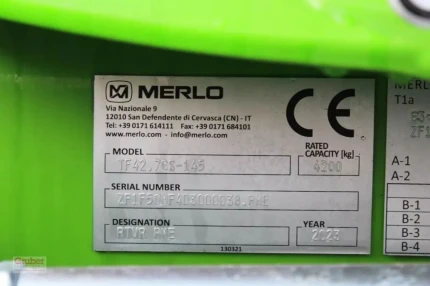 MERLO
Via Nazionale 9
12010 San Defendente di Cervasca (CN) - IT
Tel: +39 0171 614111 Fax: +39 0171 684101
www.merlo.com info@merlo.com
CE
MODEL
TF42.7CS-145
RATED
CAPACITY [kg]
4200
SERIAL NUMBER
DESIGNATION
YEAR
2023
130321
MERLO
T1a
A-1
A-2
B-1
B-2
B-3
B-4